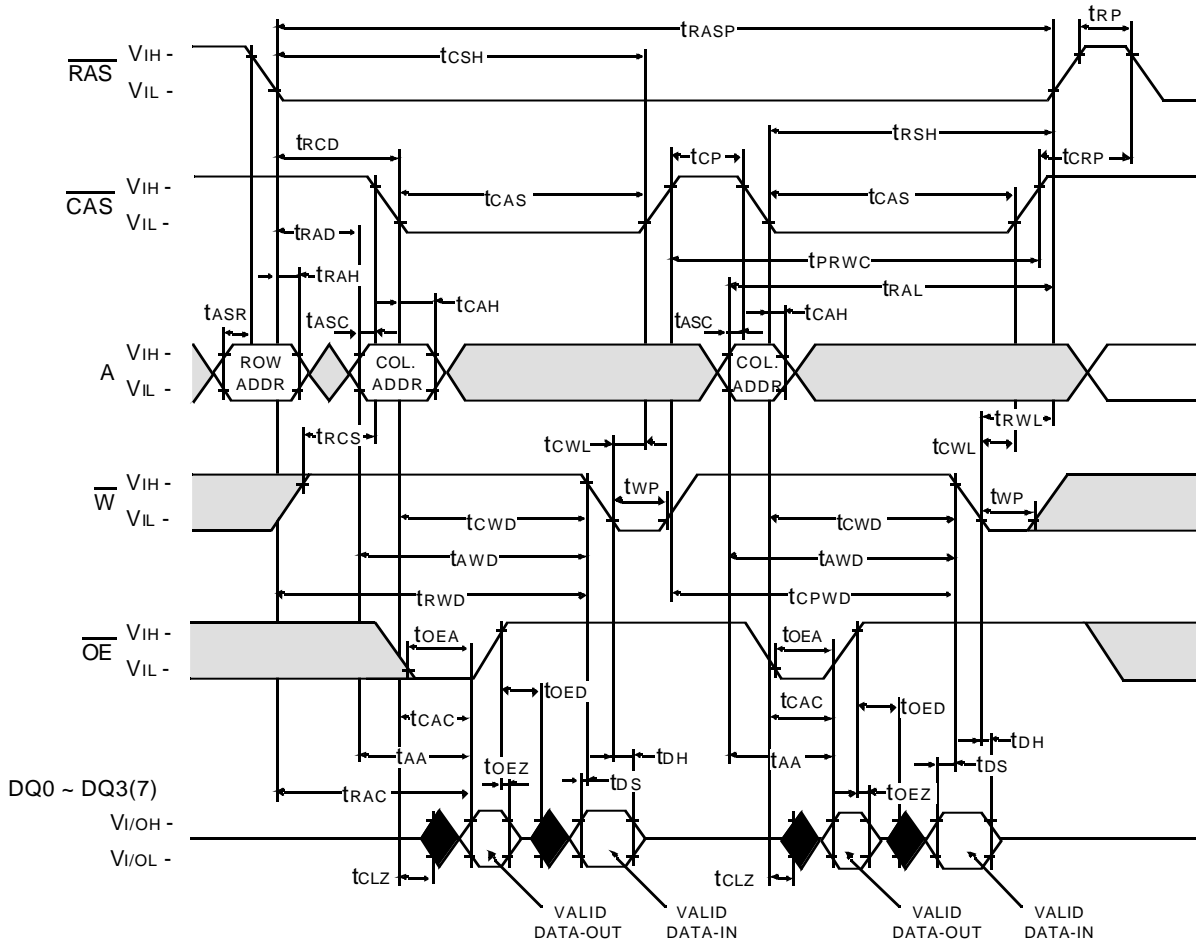 tRP
tRASP
tCSH
RAS
VIH -
VIL -
tRCD
tRSH
tCP
tCRP
CAS
VIH -
VIL -
tCAS
tCAS
tRAD
tPRWC
tRAH
tRAL
tASR
tASC
tCAH
tASC
tCAH
A
VIH -
VIL -
ROW
ADDR
COL.
ADDR
COL.
ADDR
tRCS
tCWL
tRWL
tCWL
W
VIH -
VIL -
tWP
tWP
tCWD
tCWD
tAWD
tAWD
tRWD
tCPWD
OE
VIH -
VIL -
tOEA
tOEA
tCAC
tOED
tCAC
tOED
tAA
tOEZ
tDH
tDS
tAA
tOEZ
tDH
tDS
DQ0 ~ DQ3(7)
tRAC
VI/OH -
VI/OL -
tCLZ
tCLZ
VALID
DATA-OUT
VALID
DATA-IN
VALID
DATA-OUT
VALID
DATA-IN